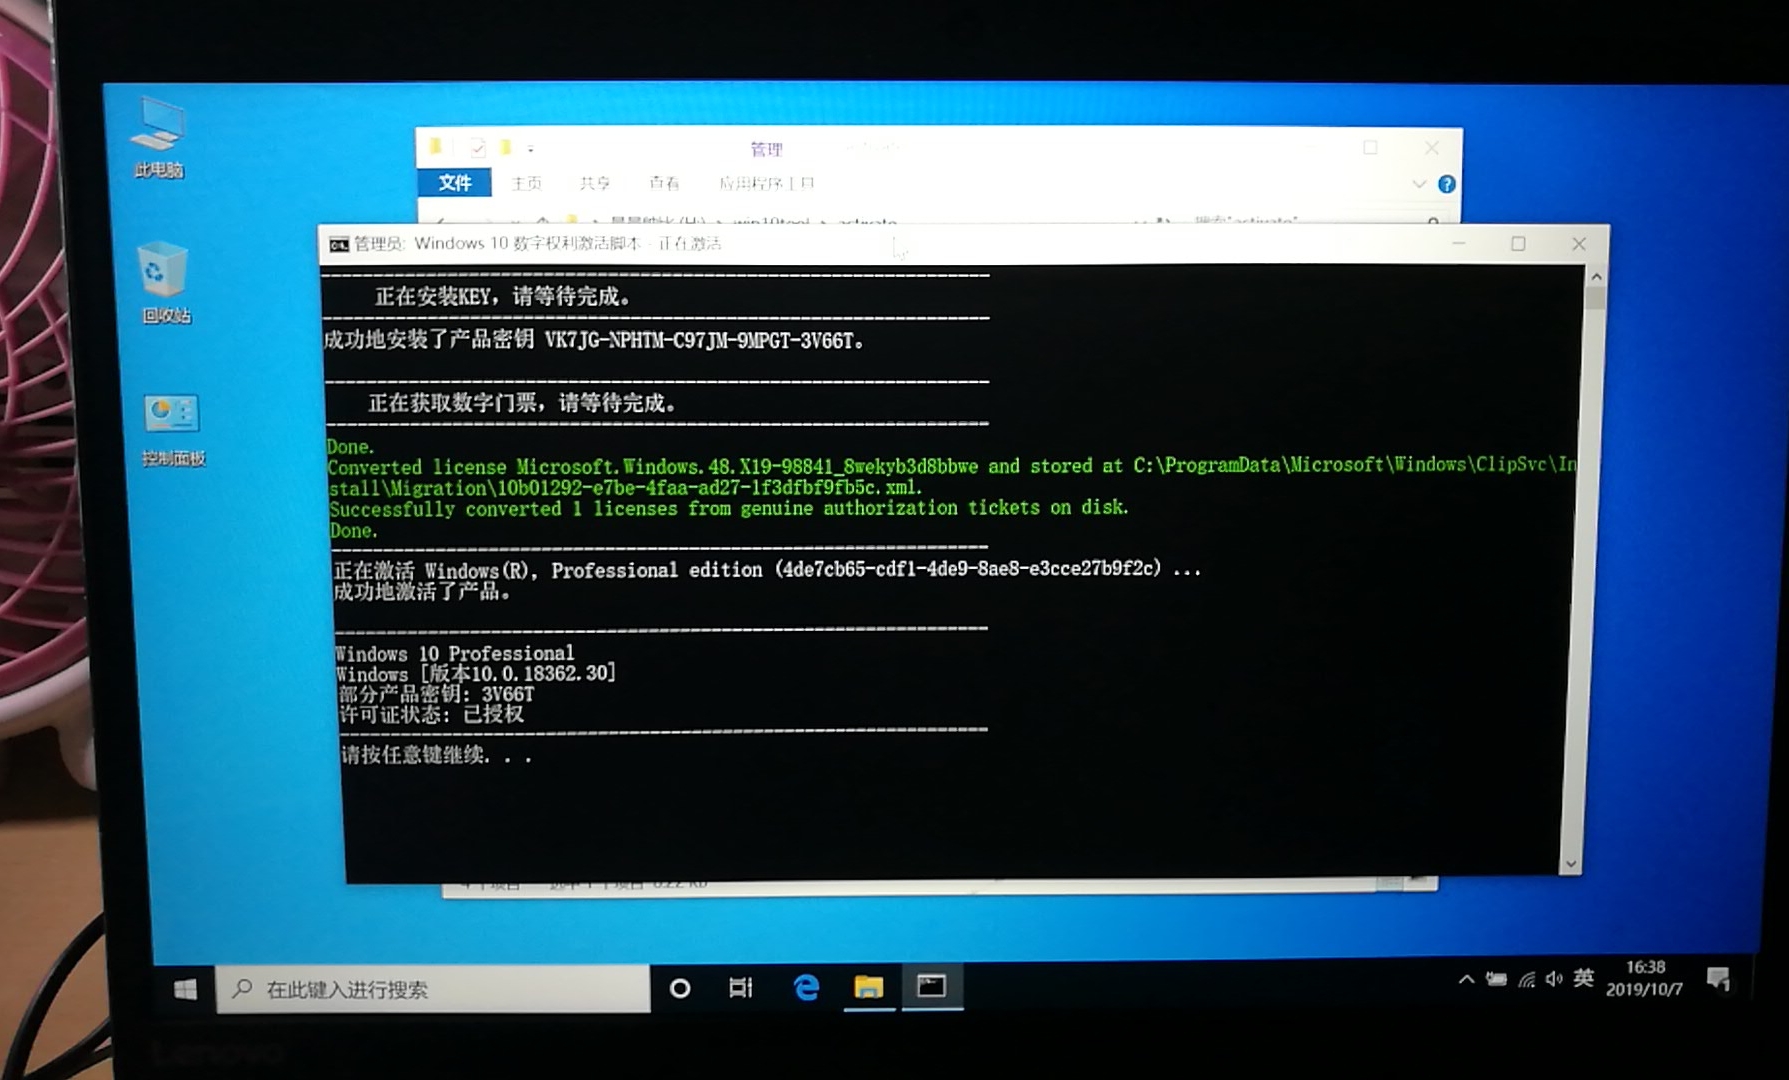 此电脑
回收站
控制面板
管理
文件
主页
共享
查看
应用程序工具
win10tool
activate
搜索"activate"
管理员: Windows 10 数字权利激活脚本 - 正在激活
正在安装KEY，请等待完成。
成功地安装了产品密钥 VK7JG-NPHTM-C97JM-9MPGT-3V66T。
正在获取数字门票，请等待完成。
Done.
Converted license Microsoft.Windows.48.X19-98841_8wekyb3d8bbwe and stored at C:\ProgramData\Microsoft\Windows\ClipSvc\In
stall\Migration\10b01292-e7be-4faa-ad27-1f3dfbf9fb5c.xml.
Successfully converted 1 licenses from genuine authorization tickets on disk.
Done.
正在激活 Windows(R), Professional edition (4de7cb65-cdf1-4de9-8ae8-e3cce27b9f2c) ...
成功地激活了产品。
Windows 10 Professional
Windows [版本10.0.18362.30]
部分产品密钥: 3V66T
许可证状态: 已授权
请按任意键继续. . .
在此键入进行搜索
英
16:38
2019/10/7
1
Lenovo